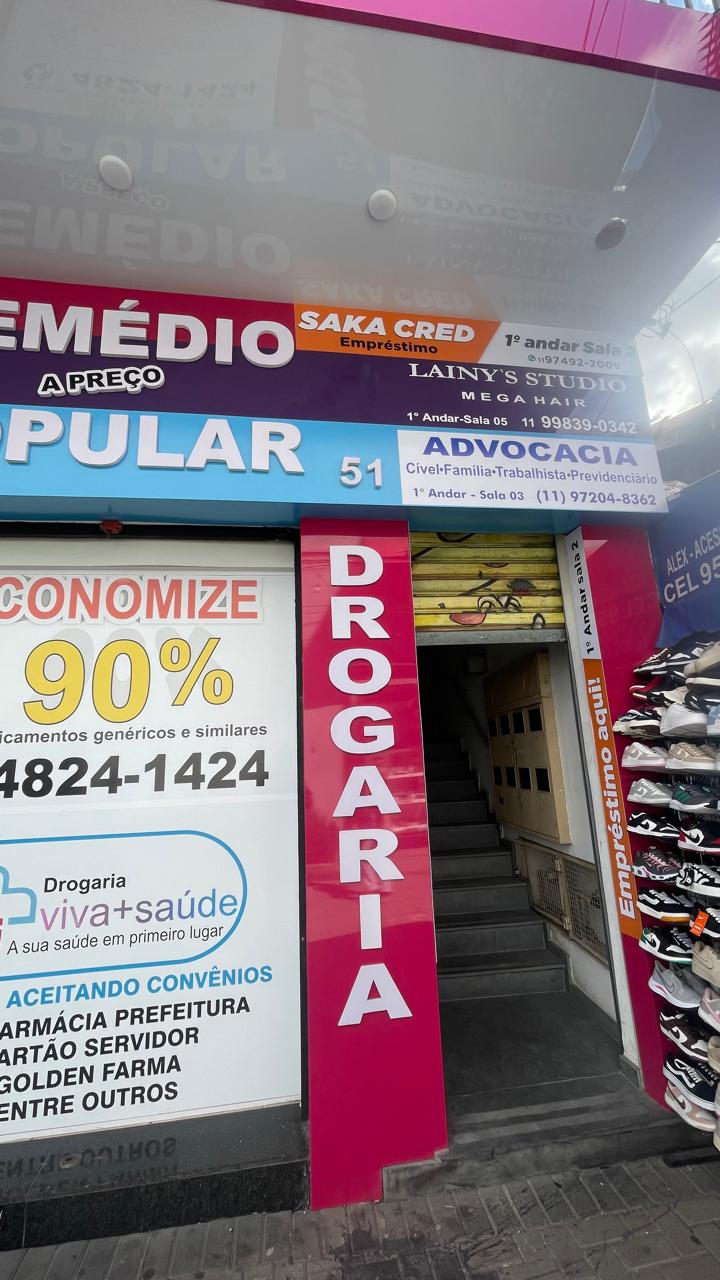 EMÉDIO
A PREÇO
OPULAR
51
SAKA CRED
Empréstimo
1º andar Sala 2
11 97492-2009
LAINY'S STUDIO
MEGA HAIR
1º Andar-Sala 05 11 99839-0342
ADVOCACIA
Cível•Familia•Trabalhista•Previdenciário
1º Andar - Sala 03 (11) 97204-8362
CONOMIZE
90%
icamentos genéricos e similares
4824-1424
Drogaria
viva+saúde
A sua saúde em primeiro lugar
ACEITANDO CONVÊNIOS
ARMÁCIA PREFEITURA
ARTÃO SERVIDOR
GOLDEN FARMA
ENTRE OUTROS
DROGARIA
1º Andar sala 2
Empréstimo aqui!
ALEX - ACES
CEL 95